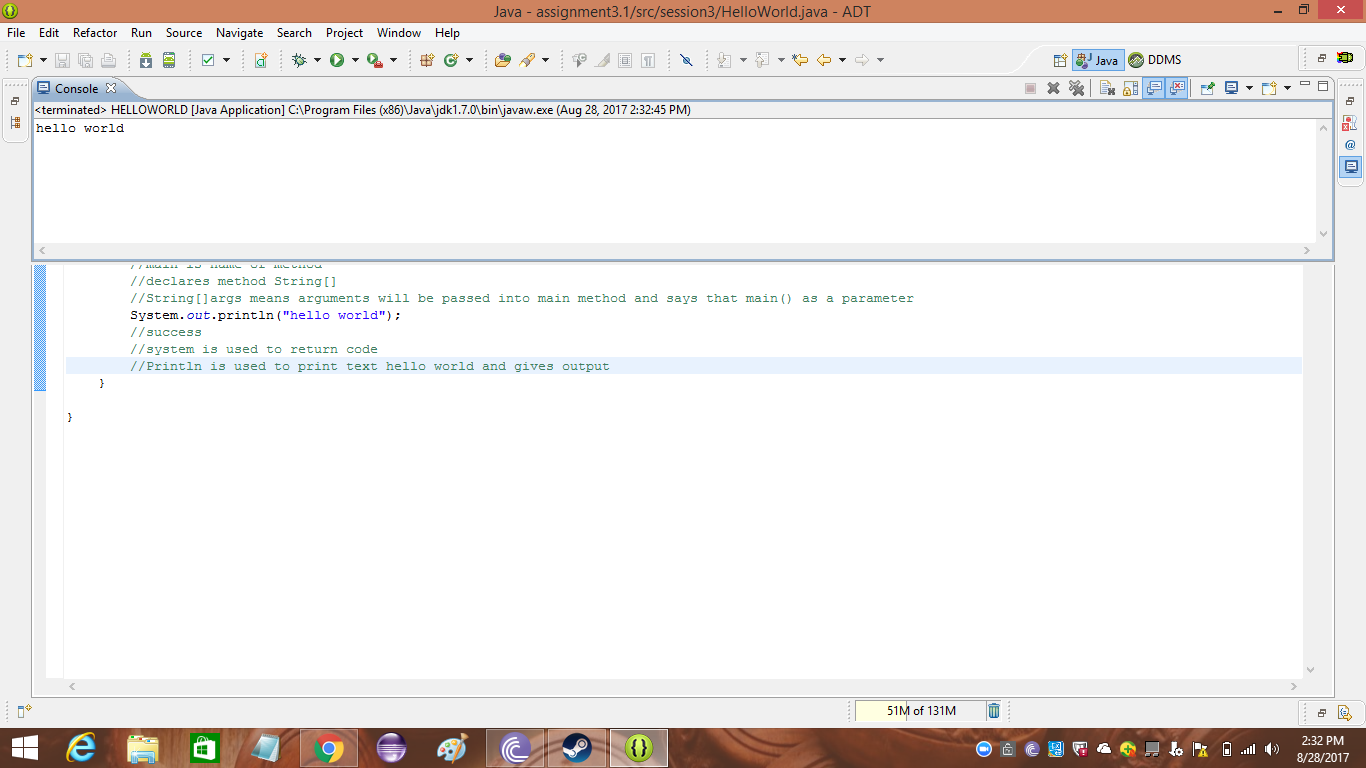 Java - assignment3.1/src/session3/HelloWorld.java - ADT
File Edit Refactor Run Source Navigate Search Project Window Help
Java DDMS
Console
<terminated> HELLOWORLD [Java Application] C:\Program Files (x86)\Java\jdk1.7.0\bin\javaw.exe (Aug 28, 2017 2:32:45 PM)
hello world
//main is name of method
//declares method String[]
//String[]args means arguments will be passed into main method and says that main() as a parameter
System.out.println("hello world");
//success
//system is used to return code
//Println is used to print text hello world and gives output
}
}
51M of 131M
2:32 PM
8/28/2017